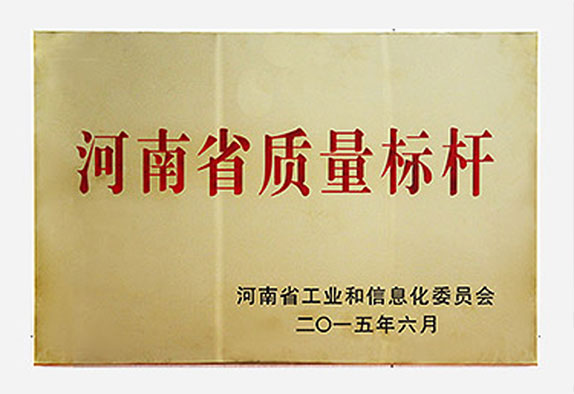 河南省质量标杆
河南省工业和信息化委员会
二〇一五年六月